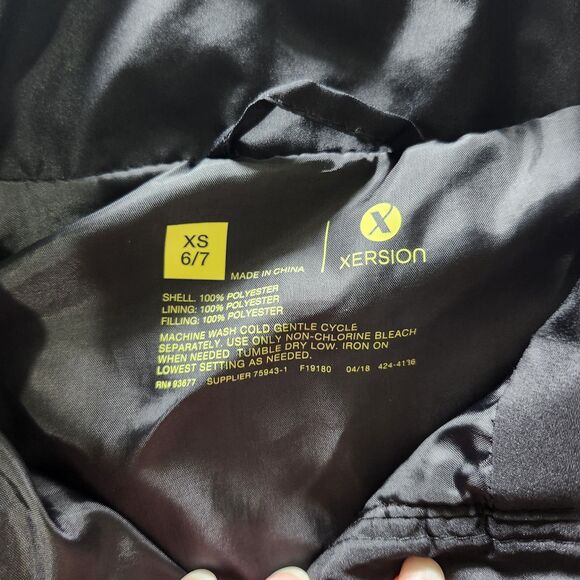 XS
6/7
MADE IN CHINA
X
XERSION
SHELL: 100% POLYESTER
LINING: 100% POLYESTER
FILLING: 100% POLYESTER
MACHINE WASH COLD GENTLE CYCLE
SEPARATELY. USE ONLY NON-CHLORINE BLEACH
WHEN NEEDED TUMBLE DRY LOW. IRON ON
LOWEST SETTING AS NEEDED.
RN# 93677 SUPPLIER 75943-1 F19180 04/18